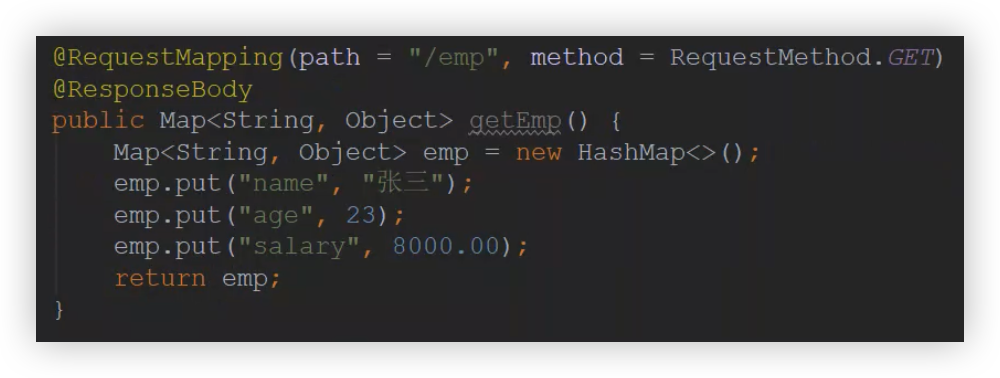 @RequestMapping(path = "/emp", method = RequestMethod.GET)
@ResponseBody
public Map<String, Object> getEmp() {
    Map<String, Object> emp = new HashMap<>();
    emp.put("name", "张三");
    emp.put("age", 23);
    emp.put("salary", 8000.00);
    return emp;
}